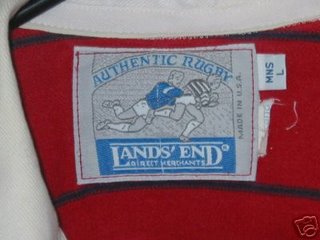 AUTHENTIC RUGBY
MADE IN U.S.A.
LANDS' END®
DIRECT MERCHANTS
MNS
L